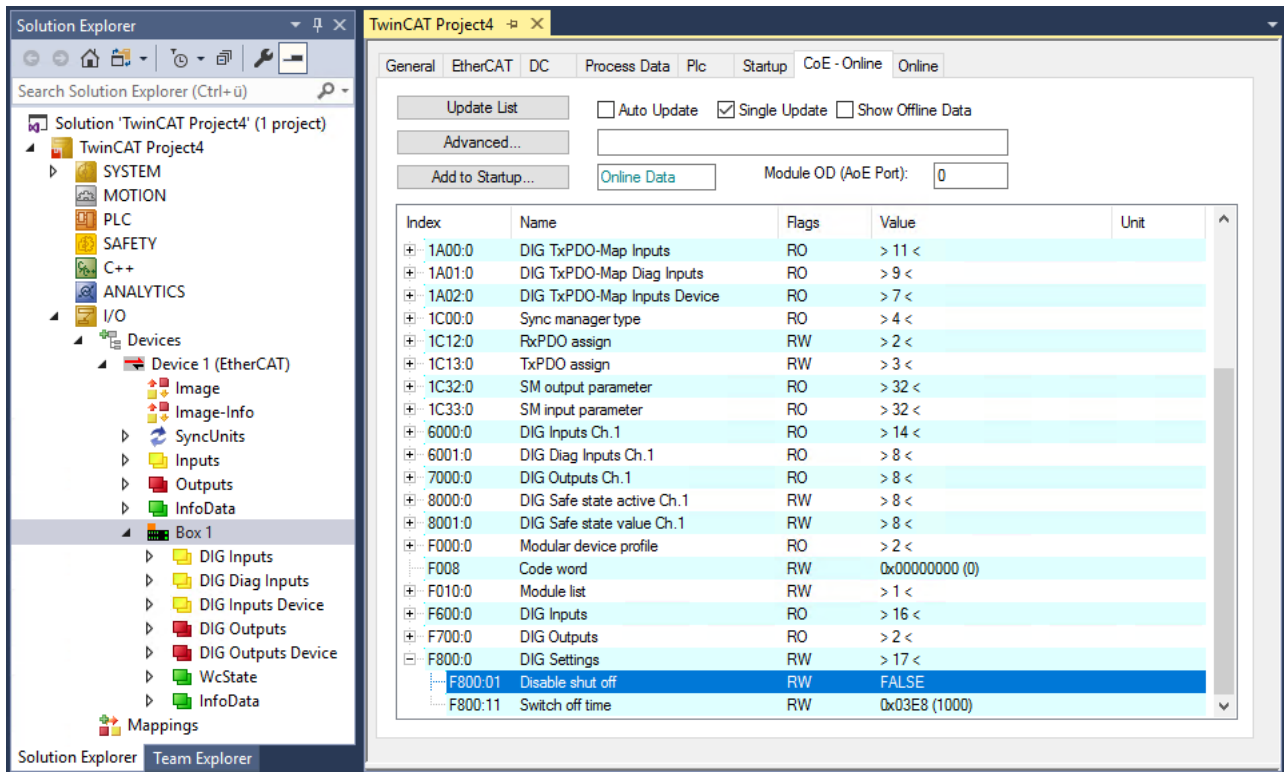 Solution Explorer
Search Solution Explorer (Ctrl+ü)
Solution 'TwinCAT Project4' (1 project)
TwinCAT Project4
SYSTEM
MOTION
PLC
SAFETY
C++
ANALYTICS
I/O
Devices
Device 1 (EtherCAT)
Image
Image-Info
SyncUnits
Inputs
Outputs
InfoData
Box 1
DIG Inputs
DIG Diag Inputs
DIG Inputs Device
DIG Outputs
DIG Outputs Device
WcState
InfoData
Mappings
Solution Explorer Team Explorer
TwinCAT Project4
General EtherCAT DC Process Data Plc Startup CoE - Online Online
Update List Auto Update Single Update Show Offline Data
Advanced...
Add to Startup... Online Data Module OD (AoE Port): 0
Index Name Flags Value Unit
1A00:0 DIG TxPDO-Map Inputs RO > 11 <
1A01:0 DIG TxPDO-Map Diag Inputs RO > 9 <
1A02:0 DIG TxPDO-Map Inputs Device RO > 7 <
1C00:0 Sync manager type RO > 4 <
1C12:0 RxPDO assign RW > 2 <
1C13:0 TxPDO assign RW > 3 <
1C32:0 SM output parameter RO > 32 <
1C33:0 SM input parameter RO > 32 <
6000:0 DIG Inputs Ch.1 RO > 14 <
6001:0 DIG Diag Inputs Ch.1 RO > 8 <
7000:0 DIG Outputs Ch.1 RO > 8 <
8000:0 DIG Safe state active Ch.1 RW > 8 <
8001:0 DIG Safe state value Ch.1 RW > 8 <
F000:0 Modular device profile RO > 2 <
F008 Code word RW 0x00000000 (0)
F010:0 Module list RW > 1 <
F600:0 DIG Inputs RO > 16 <
F700:0 DIG Outputs RO > 2 <
F800:0 DIG Settings RW > 17 <
F800:01 Disable shut off RW FALSE
F800:11 Switch off time RW 0x03E8 (1000)